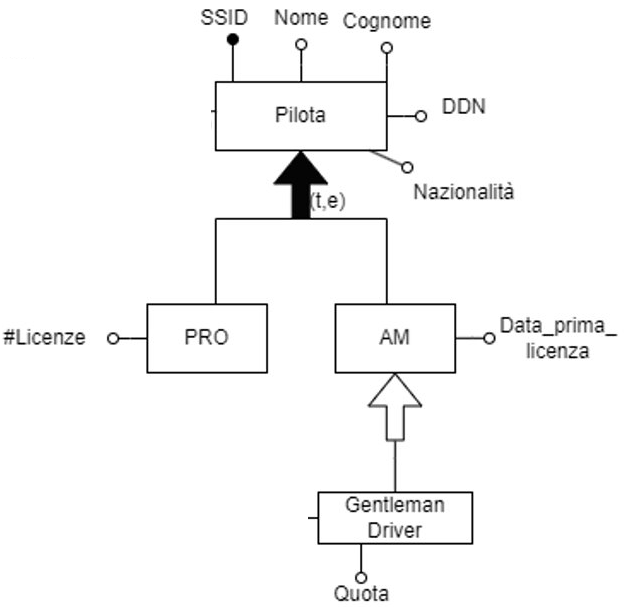 SSID
Nome
Cognome
Pilota
DDN
Nazionalità
(t,e)
#Licenze
PRO
AM
Data_prima_
licenza
Gentleman
Driver
Quota